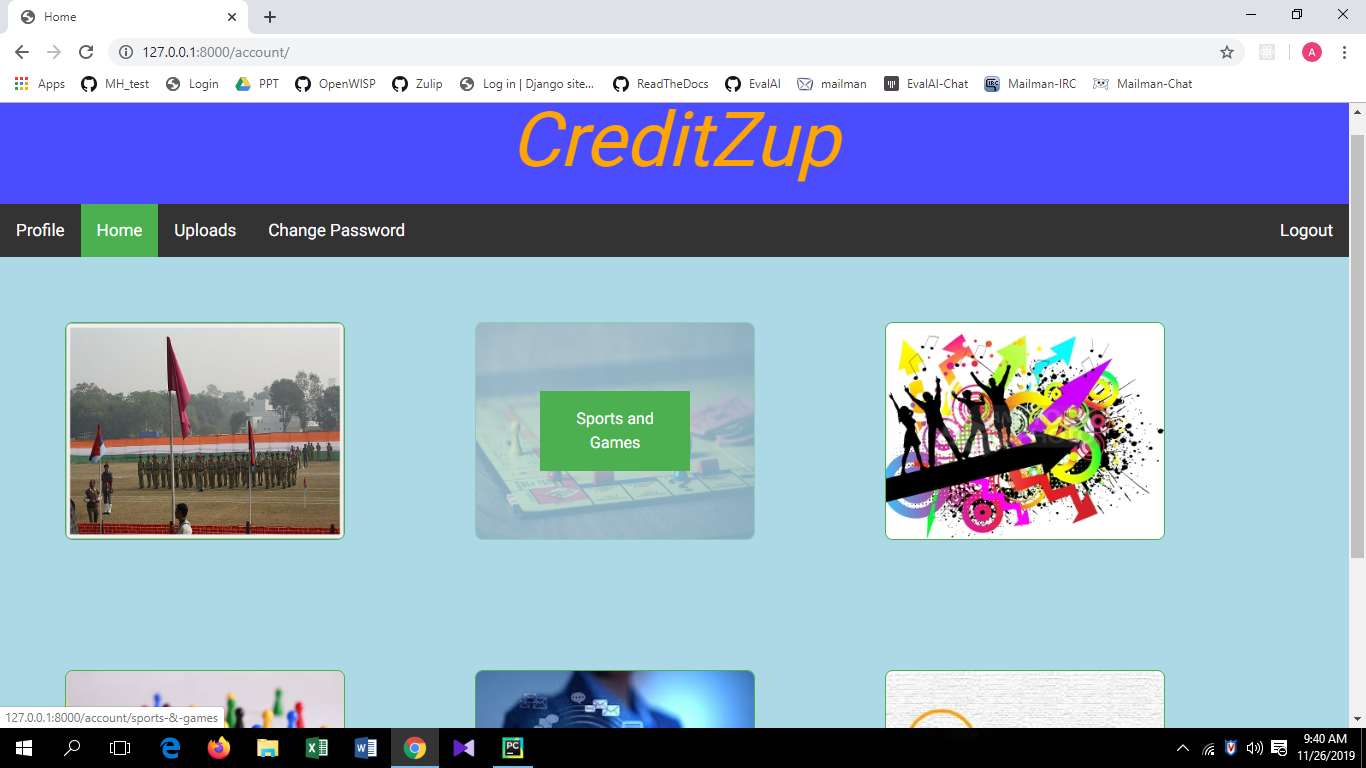 Home
127.0.0.1:8000/account/
A
Apps
MH_test
Login
PPT
OpenWISP
Zulip
Log in | Django site...
ReadTheDocs
EvalAI
mailman
EvalAI-Chat
IRC
Mailman-IRC
Mailman-Chat
CreditZup
Profile
Home
Uploads
Change Password
Logout
Sports and
Games
127.0.0.1:8000/account/sports-&-games
PC
9:40 AM
11/26/2019